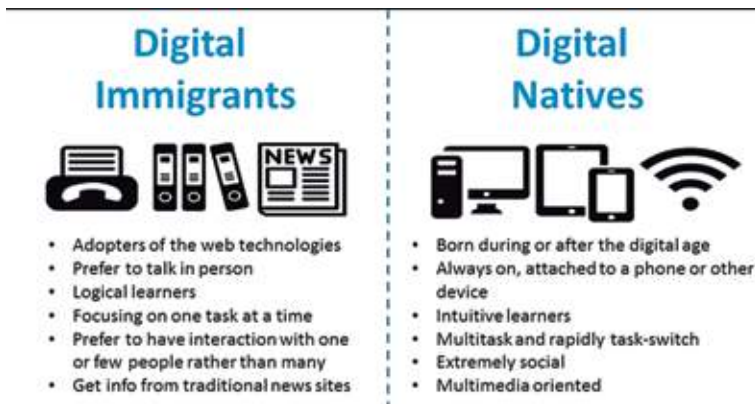 Digital
Immigrants
NEWS
• Adopters of the web technologies
• Prefer to talk in person
• Logical learners
• Focusing on one task at a time
• Prefer to have interaction with one
or few people rather than many
• Get info from traditional news sites
Digital
Natives
• Born during or after the digital age
• Always on, attached to a phone or other
device
• Intuitive learners
• Multitask and rapidly task-switch
• Extremely social
• Multimedia oriented